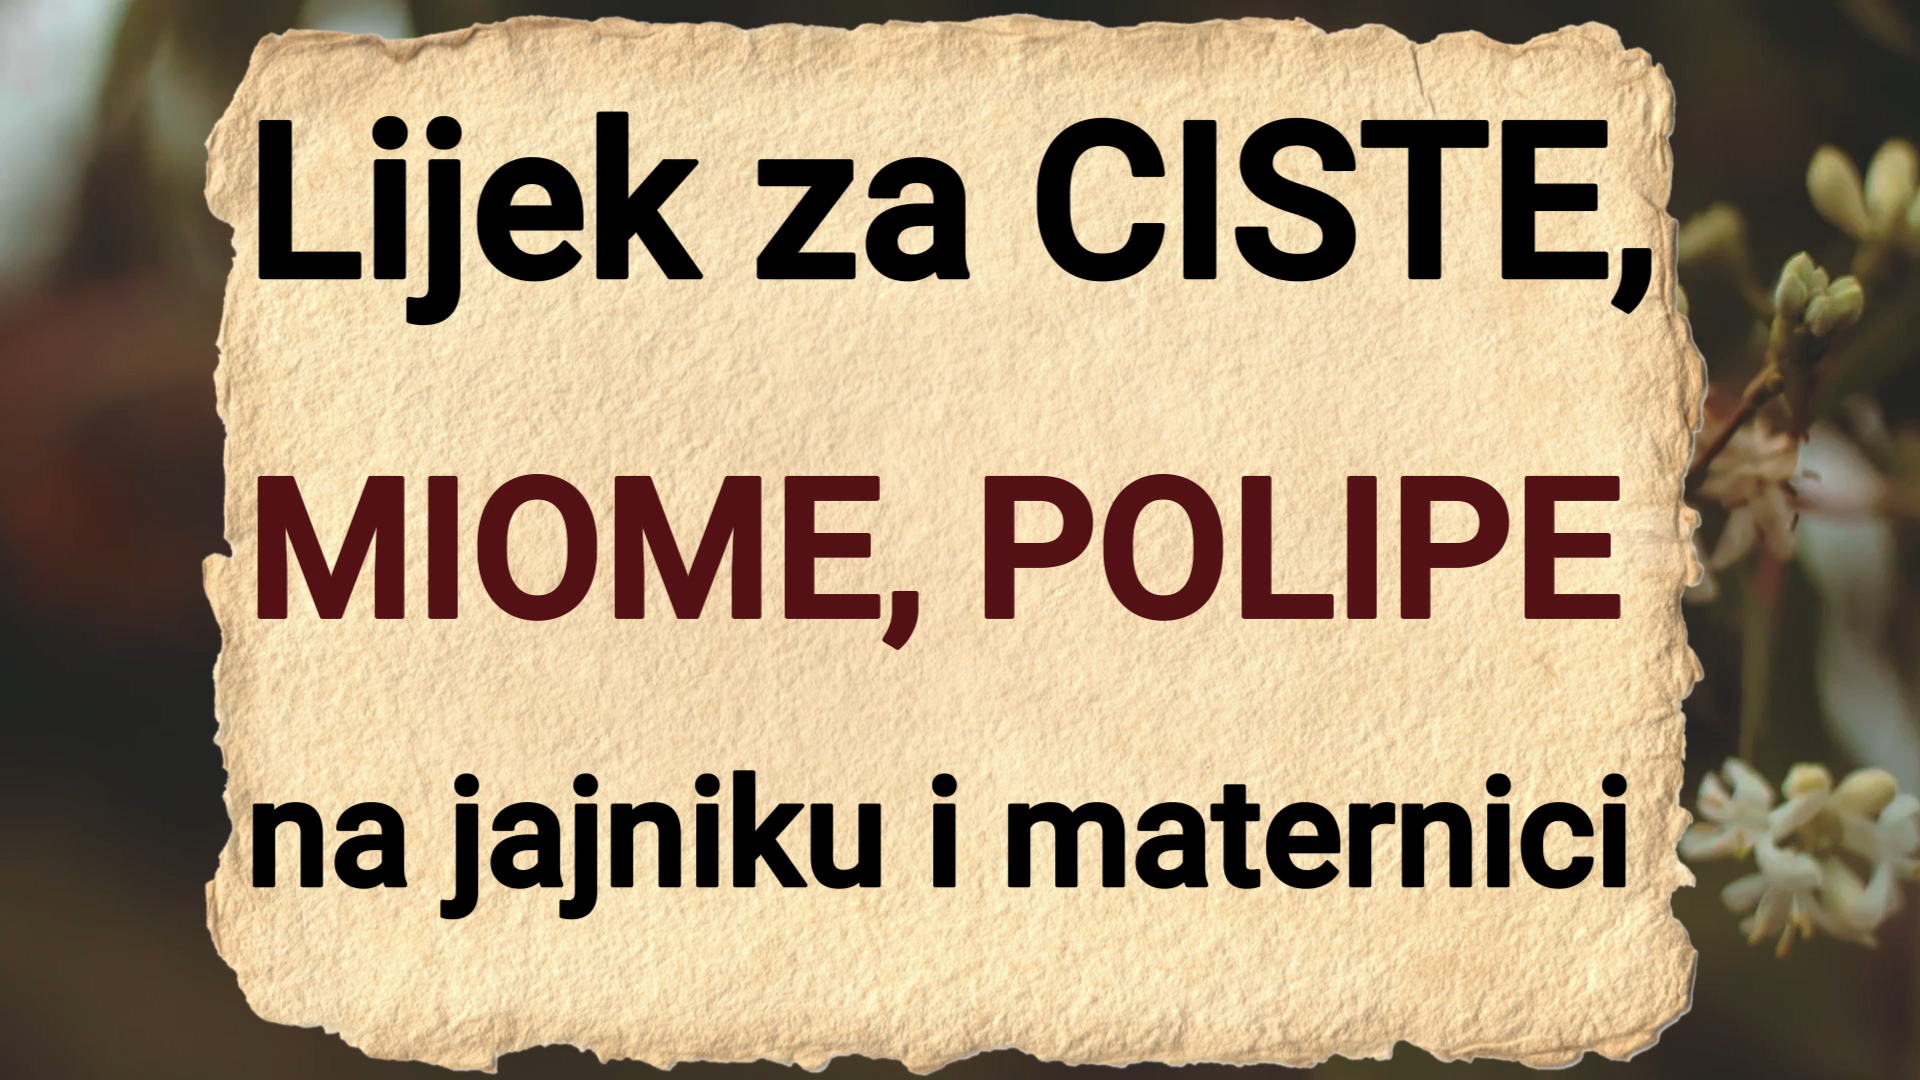 Lijek za CISTE,
MIOME, POLIPE
na jajniku i maternici